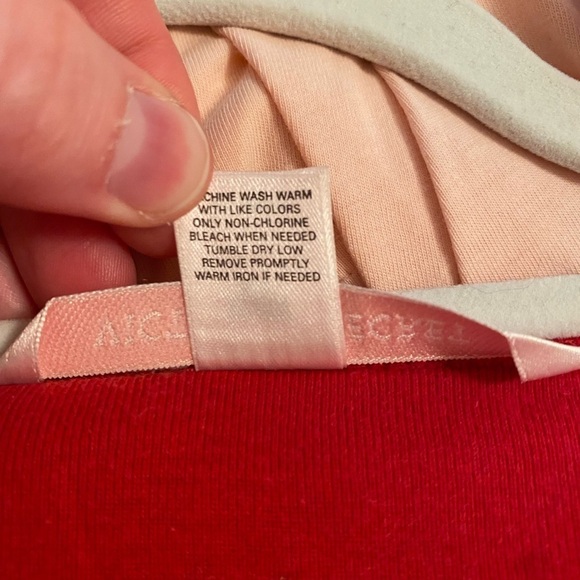 CHINE WASH WARM
WITH LIKE COLORS
ONLY NON-CHLORINE
BLEACH WHEN NEEDED
TUMBLE DRY LOW
REMOVE PROMPTLY
WARM IRON IF NEEDED